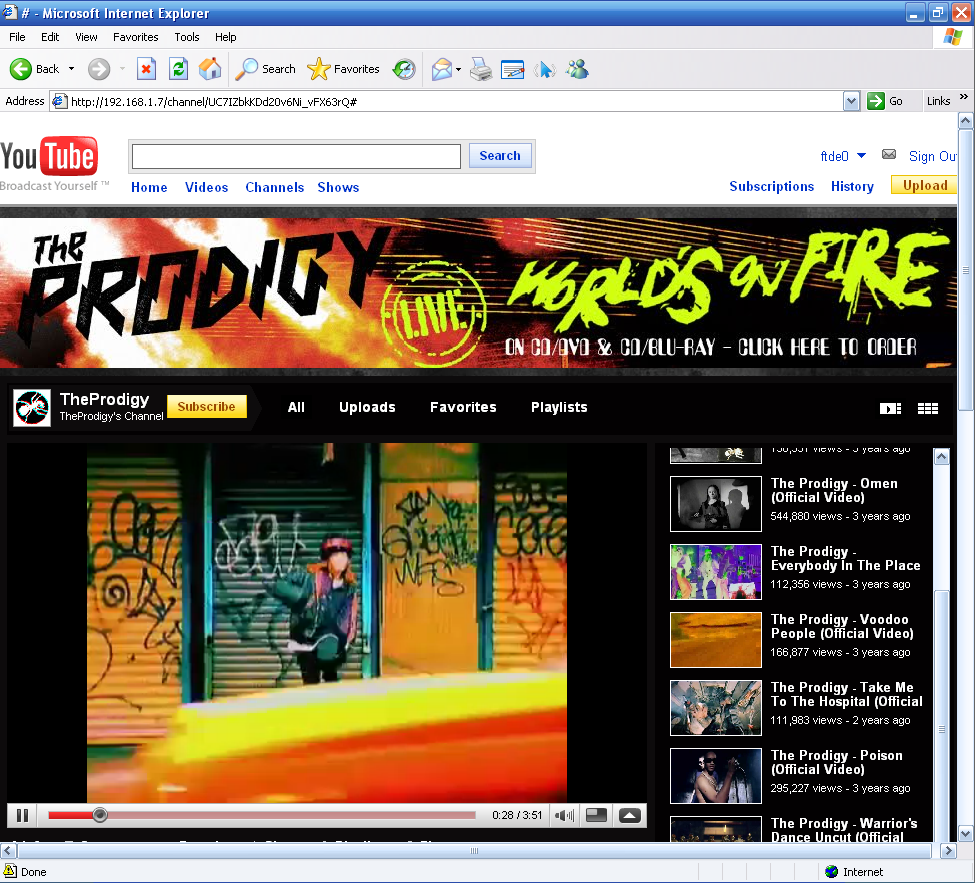 # - Microsoft Internet Explorer
File Edit View Favorites Tools Help
Back Search Favorites
Address http://192.168.1.7/channel/UC7IZbkKDd20v6Ni_vFX63rQ# Go Links »
YouTube
Broadcast Yourself ™
Search
ftde0 Sign Out
Home Videos Channels Shows
Subscriptions History Upload
THE PRODIGY
LIVE
WORLD'S ON FIRE
ON CD/DVD & CD/BLU-RAY - CLICK HERE TO ORDER
TheProdigy
TheProdigy's Channel
Subscribe
All Uploads Favorites Playlists
views - 3 years ago
The Prodigy - Omen
(Official Video)
544,880 views - 3 years ago
The Prodigy -
Everybody In The Place
112,356 views - 3 years ago
The Prodigy - Voodoo
People (Official Video)
166,877 views - 3 years ago
The Prodigy - Take Me
To The Hospital (Official
111,983 views - 2 years ago
The Prodigy - Poison
(Official Video)
295,227 views - 3 years ago
The Prodigy - Warrior's
Dance Uncut (Official
0:28 / 3:51
Done
Internet